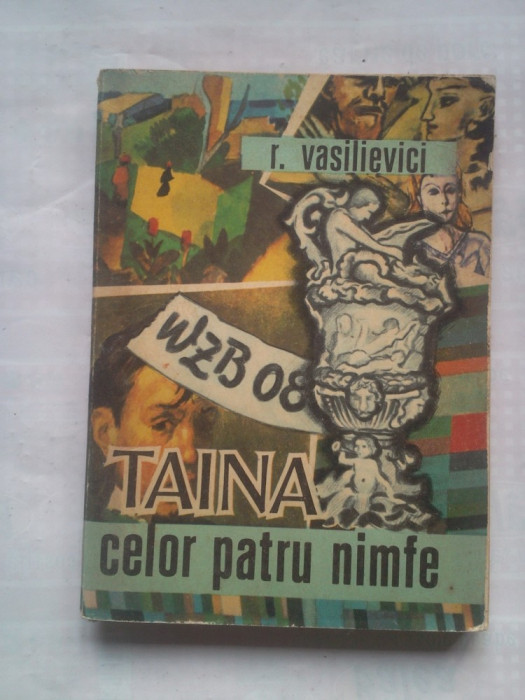 r. vasilievici
WZB 08
TAINA
celor patru nimfe